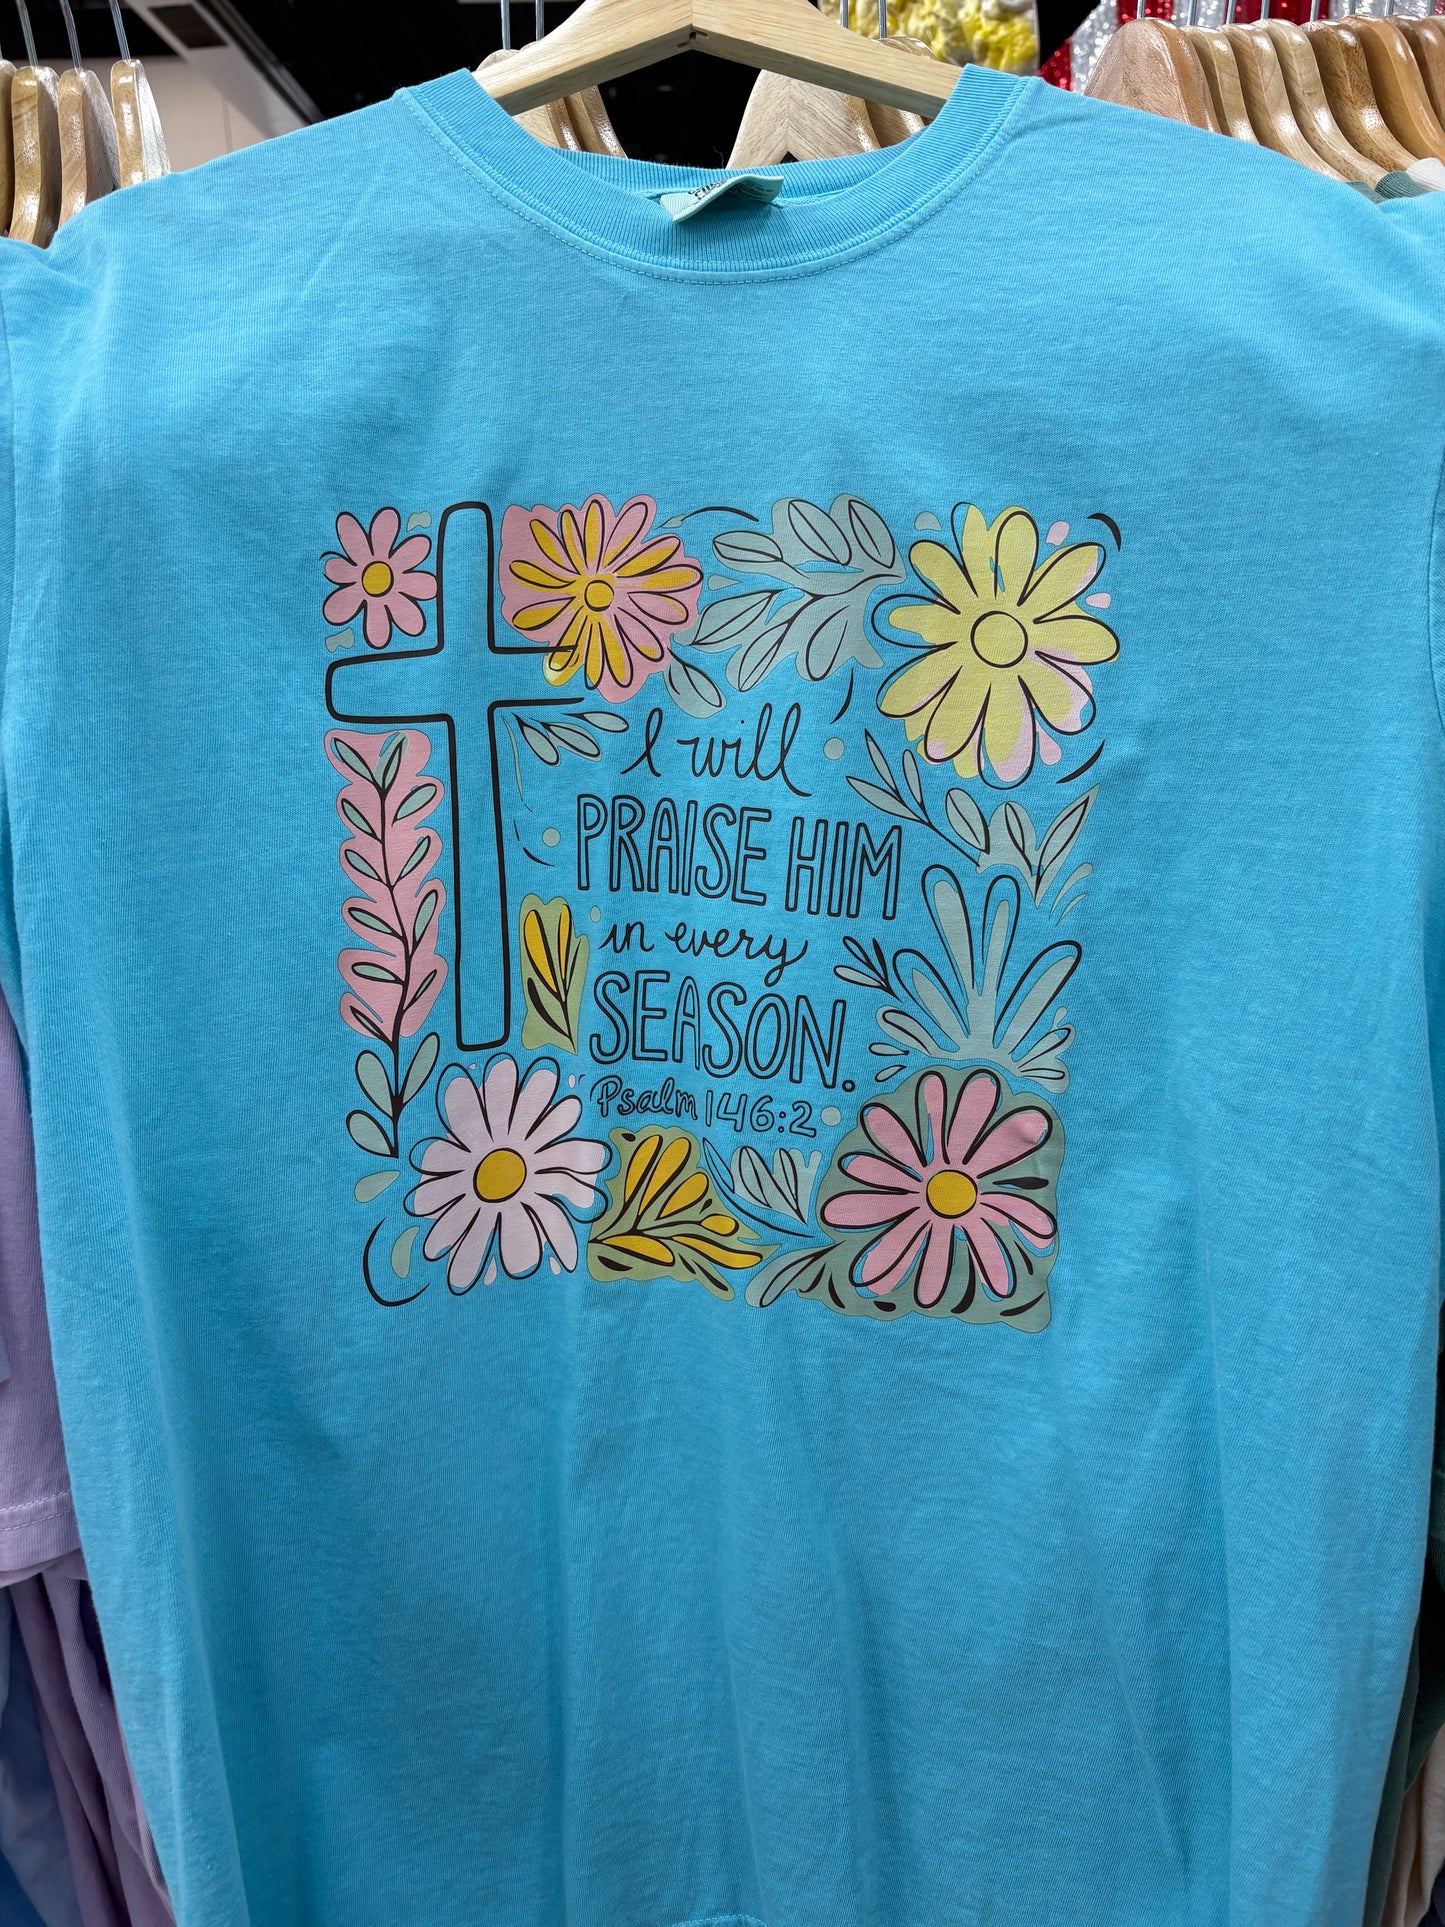 I will
PRAISE HIM
in every
SEASON.
Psalm 146:2